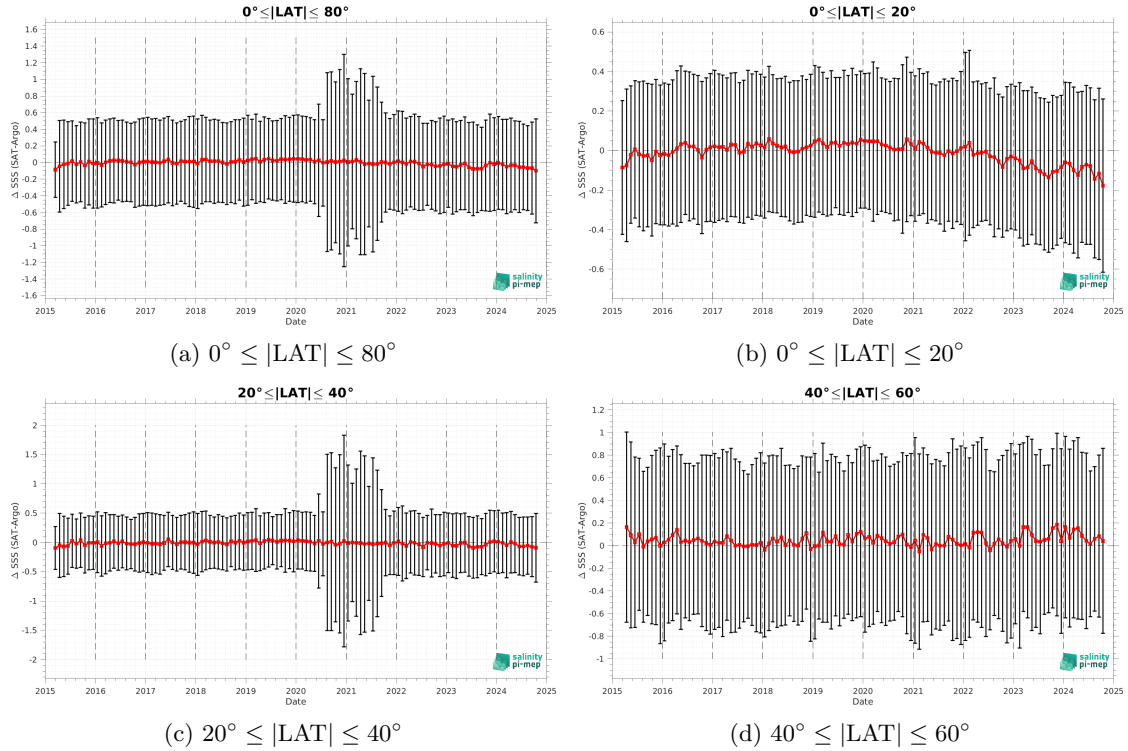 0°≤|LAT|≤ 80°
1.6
1.4
1.2
1
0.8
0.6
0.4
0.2
0
-0.2
-0.4
-0.6
-0.8
-1
-1.2
-1.4
-1.6
Δ SSS (SAT-Argo)
2015 2016 2017 2018 2019 2020 2021 2022 2023 2024 2025
Date
salinity
pi-mep
(a) 0° ≤ |LAT| ≤ 80°
0°≤|LAT|≤ 20°
0.6
0.4
0.2
0
-0.2
-0.4
-0.6
Δ SSS (SAT-Argo)
2015 2016 2017 2018 2019 2020 2021 2022 2023 2024 2025
Date
salinity
pi-mep
(b) 0° ≤ |LAT| ≤ 20°
20°≤|LAT|≤ 40°
2
1.5
1
0.5
0
-0.5
-1
-1.5
-2
Δ SSS (SAT-Argo)
2015 2016 2017 2018 2019 2020 2021 2022 2023 2024 2025
Date
salinity
pi-mep
(c) 20° ≤ |LAT| ≤ 40°
40°≤|LAT|≤ 60°
1.2
1
0.8
0.6
0.4
0.2
0
-0.2
-0.4
-0.6
-0.8
-1
Δ SSS (SAT-Argo)
2015 2016 2017 2018 2019 2020 2021 2022 2023 2024 2025
Date
salinity
pi-mep
(d) 40° ≤ |LAT| ≤ 60°